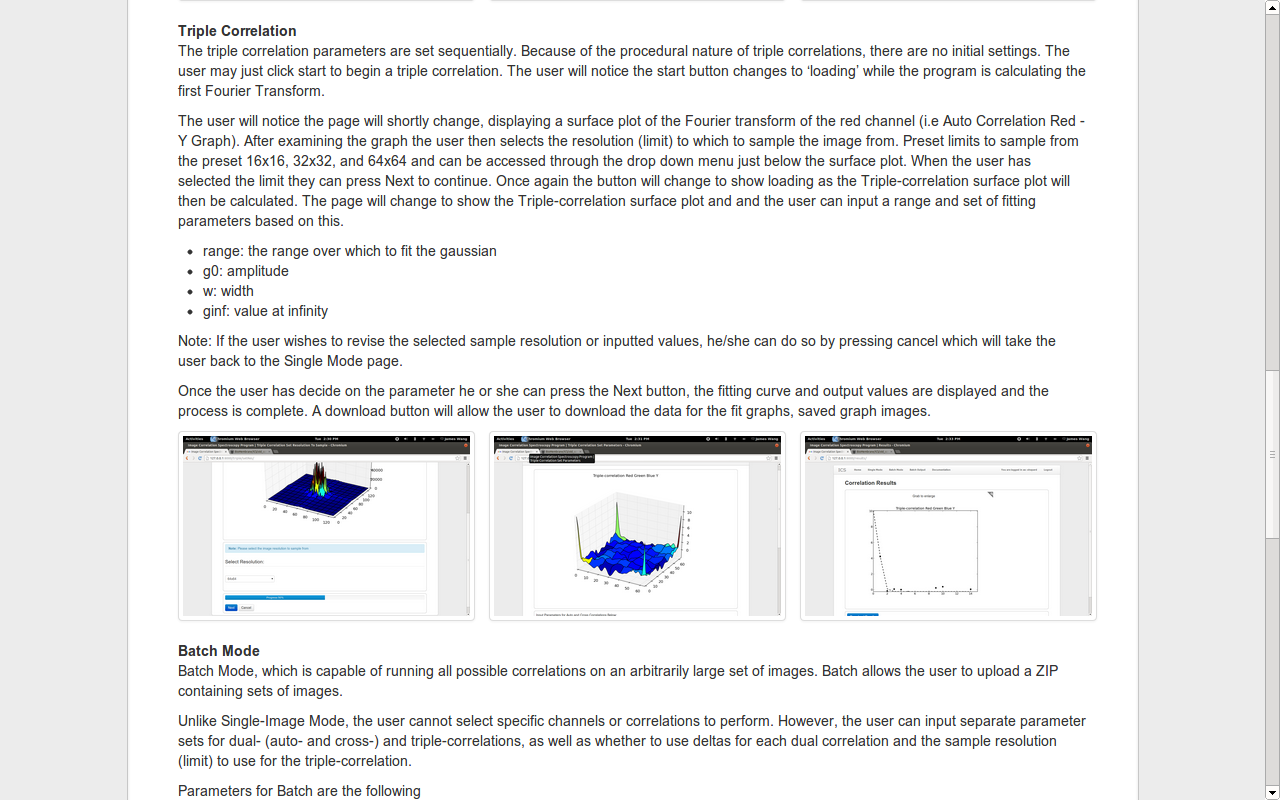 Triple Correlation
The triple correlation parameters are set sequentially. Because of the procedural nature of triple correlations, there are no initial settings. The
user may just click start to begin a triple correlation. The user will notice the start button changes to ‘loading’ while the program is calculating the
first Fourier Transform.
The user will notice the page will shortly change, displaying a surface plot of the Fourier transform of the red channel (i.e Auto Correlation Red -
Y Graph). After examining the graph the user then selects the resolution (limit) to which to sample the image from. Preset limits to sample from
the preset 16x16, 32x32, and 64x64 and can be accessed through the drop down menu just below the surface plot. When the user has
selected the limit they can press Next to continue. Once again the button will change to show loading as the Triple-correlation surface plot will
then be calculated. The page will change to show the Triple-correlation surface plot and and the user can input a range and set of fitting
parameters based on this.
range: the range over which to fit the gaussian
g0: amplitude
w: width
ginf: value at infinity
Note: If the user wishes to revise the selected sample resolution or inputted values, he/she can do so by pressing cancel which will take the
user back to the Single Mode page.
Once the user has decide on the parameter he or she can press the Next button, the fitting curve and output values are displayed and the
process is complete. A download button will allow the user to download the data for the fit graphs, saved graph images.
Select Resolution:
Next Cancel
Triple-correlation Red Green Blue Y
Correlation Results
Click to enlarge
Triple-correlation Red Green Blue Y
Batch Mode
Batch Mode, which is capable of running all possible correlations on an arbitrarily large set of images. Batch allows the user to upload a ZIP
containing sets of images.
Unlike Single-Image Mode, the user cannot select specific channels or correlations to perform. However, the user can input separate parameter
sets for dual- (auto- and cross-) and triple-correlations, as well as whether to use deltas for each dual correlation and the sample resolution
(limit) to use for the triple-correlation.
Parameters for Batch are the following